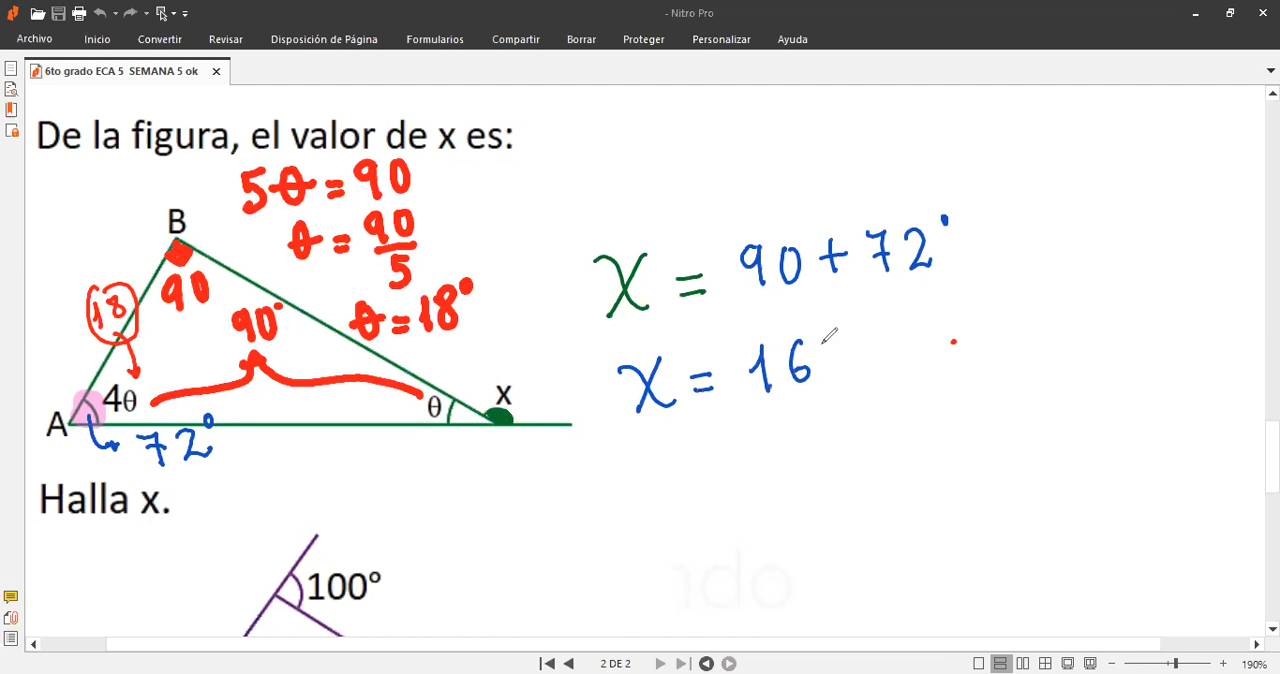 - Nitro Pro
Archivo Inicio Convertir Revisar Disposición de Página Formularios Compartir Borrar Proteger Personalizar Ayuda
6to grado ECA 5 SEMANA 5 ok
De la figura, el valor de x es:
5θ = 90
θ = 90/5
θ = 18°
B
90
18
90°
4θ
θ
x
A
72°
x = 90 + 72°
x = 16
Halla x.
100°
ndo
2 DE 2
190%